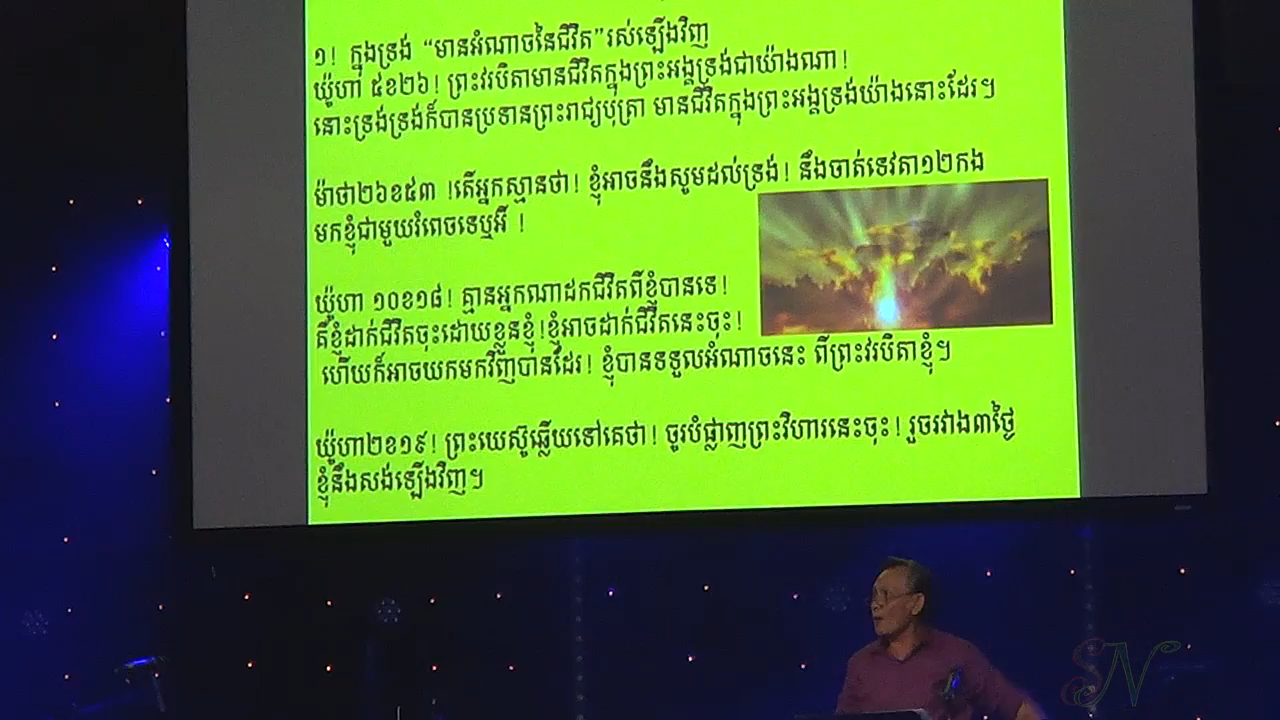 ១! ក្នុងទ្រង់ “មានអំណាចនៃជីវិត”រស់ឡើងវិញ
យ៉ូហា ៥ខ២៦! ព្រះវរបិតាមានជីវិតក្នុងព្រះអង្គទ្រង់ជាយ៉ាងណា!
នោះទ្រង់ទ្រង់ក៏បានប្រទានព្រះរាជ្យបុត្រា មានជីវិតក្នុងព្រះអង្គទ្រង់យ៉ាងនោះដែរ។
ម៉ាថា២៦ខ៥៣ !តើអ្នកស្មានថា! ខ្ញុំអាចនឹងសូមដល់ទ្រង់! នឹងចាត់ទេវតា១២កង
មកខ្ញុំជាមួយរំពេចទេឬអី !
យ៉ូហា ១០ខ១៨! គ្មានអ្នកណាដកជីវិតពីខ្ញុំបានទេ!
គឺខ្ញុំដាក់ជីវិតចុះដោយខ្លួនខ្ញុំ!ខ្ញុំអាចដាក់ជីវិតនេះចុះ!
ហើយក៏អាចយកមកវិញបានដែរ! ខ្ញុំបានទទួលអំណាចនេះ ពីព្រះវរបិតាខ្ញុំ។
យ៉ូហា២ខ១៩! ព្រះយេស៊ូឆ្លើយទៅគេថា! ចូរបំផ្លាញព្រះវិហារនេះចុះ! រួចរវាង៣ថ្ងៃ
ខ្ញុំនឹងសង់ឡើងវិញ។
SN